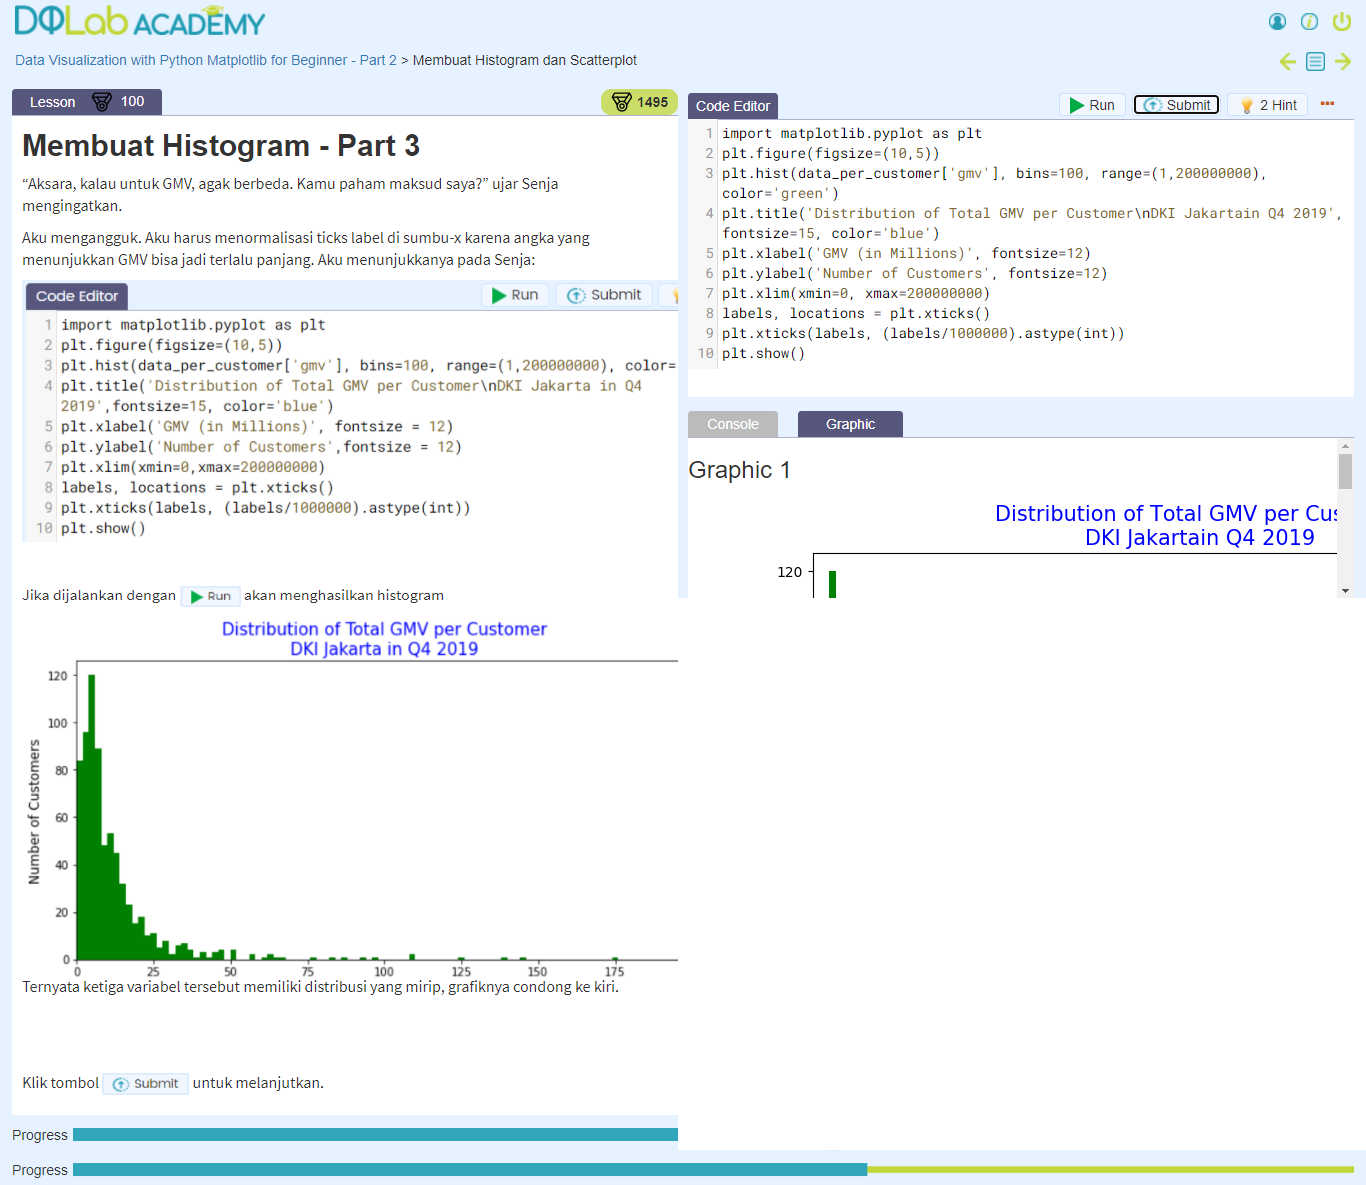 DQLab ACADEMY
Data Visualization with Python Matplotlib for Beginner - Part 2 > Membuat Histogram dan Scatterplot
Lesson 100
1495
Membuat Histogram - Part 3
“Aksara, kalau untuk GMV, agak berbeda. Kamu paham maksud saya?” ujar Senja
mengingatkan.
Aku mengangguk. Aku harus menormalisasi ticks label di sumbu-x karena angka yang
menunjukkan GMV bisa jadi terlalu panjang. Aku menunjukkanya pada Senja:
Code Editor
Run
Submit
1 import matplotlib.pyplot as plt
2 plt.figure(figsize=(10,5))
3 plt.hist(data_per_customer['gmv'], bins=100, range=(1,200000000), color=
4 plt.title('Distribution of Total GMV per Customer\nDKI Jakarta in Q4
2019',fontsize=15, color='blue')
5 plt.xlabel('GMV (in Millions)', fontsize = 12)
6 plt.ylabel('Number of Customers',fontsize = 12)
7 plt.xlim(xmin=0,xmax=200000000)
8 labels, locations = plt.xticks()
9 plt.xticks(labels, (labels/1000000).astype(int))
10 plt.show()
Jika dijalankan dengan Run akan menghasilkan histogram
Distribution of Total GMV per Customer
DKI Jakarta in Q4 2019
Number of Customers
120
100
80
60
40
20
0
0 25 50 75 100 125 150 175
Ternyata ketiga variabel tersebut memiliki distribusi yang mirip, grafiknya condong ke kiri.
Klik tombol Submit untuk melanjutkan.
Progress
Code Editor
Run
Submit
2 Hint
1 import matplotlib.pyplot as plt
2 plt.figure(figsize=(10,5))
3 plt.hist(data_per_customer['gmv'], bins=100, range=(1,200000000),
color='green')
4 plt.title('Distribution of Total GMV per Customer\nDKI Jakartain Q4 2019',
fontsize=15, color='blue')
5 plt.xlabel('GMV (in Millions)', fontsize=12)
6 plt.ylabel('Number of Customers', fontsize=12)
7 plt.xlim(xmin=0, xmax=200000000)
8 labels, locations = plt.xticks()
9 plt.xticks(labels, (labels/1000000).astype(int))
10 plt.show()
Console
Graphic
Graphic 1
Distribution of Total GMV per Cus
DKI Jakartain Q4 2019
120
Progress